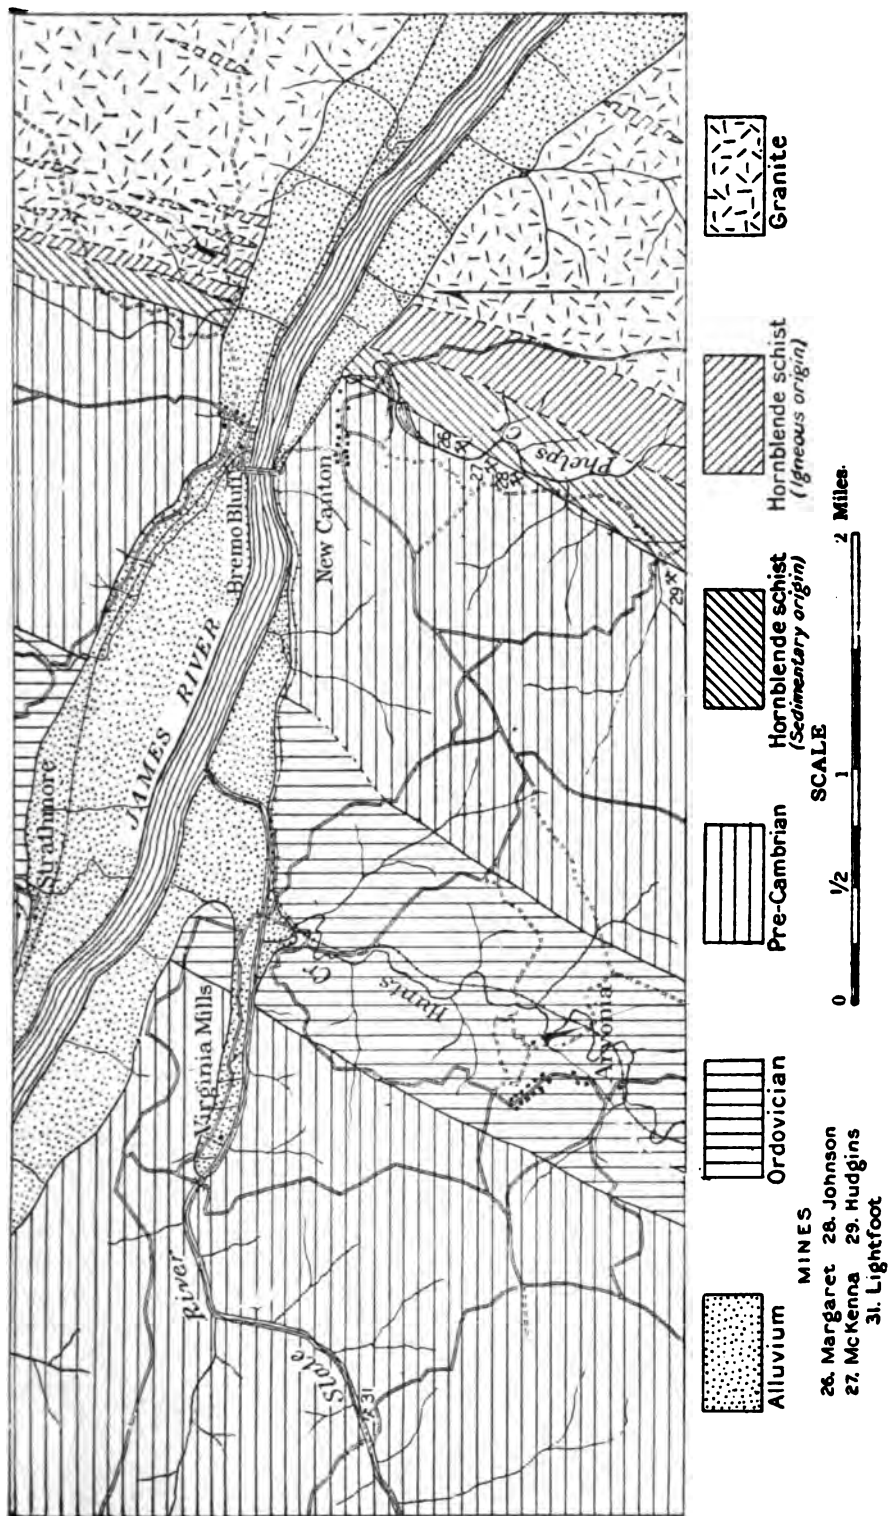 Strathmore
JAMES RIVER
Bremo Bluff
New Canton
Virginia Mills
Hunts
Cr.
Arvonia
Slate
River
Phelps
C
26
27
28
29
31
Alluvium
Ordovician
Pre-Cambrian
Hornblende schist
(Sedimentary origin)
Hornblende schist
(Igneous origin)
Granite
MINES
26. Margaret 28. Johnson
27. McKenna 29. Hudgins
31. Lightfoot
SCALE
0 1/2 1 2 Miles.